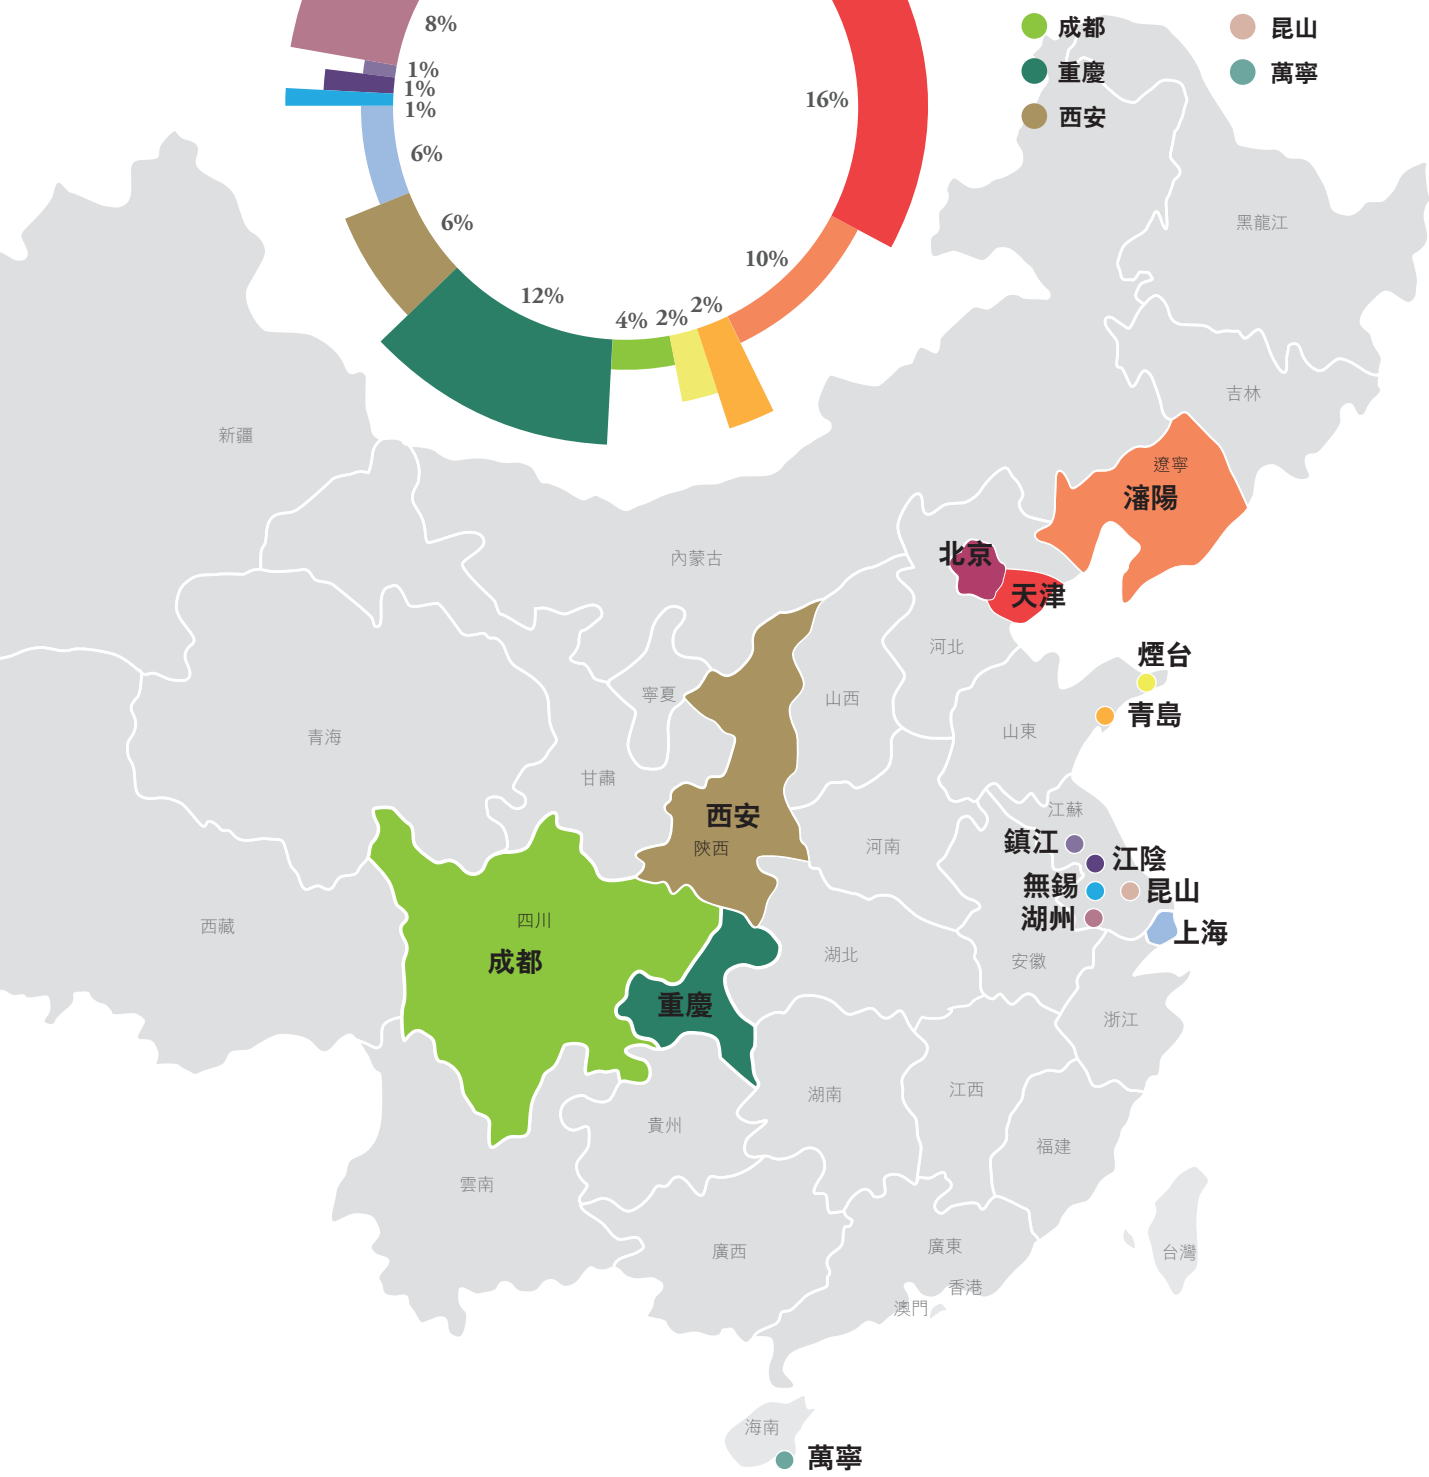 8%
1%
1%
1%
6%
6%
12%
4%
2%
2%
10%
16%
成都
重慶
西安
昆山
萬寧
黑龍江
吉林
遼寧
瀋陽
新疆
內蒙古
北京
天津
河北
煙台
青島
寧夏
山西
山東
青海
甘肅
西安
陝西
河南
江蘇
鎮江
江陰
無錫
昆山
湖州
上海
西藏
四川
成都
湖北
安徽
重慶
浙江
湖南
江西
貴州
福建
雲南
廣西
廣東
香港
澳門
台灣
海南
萬寧